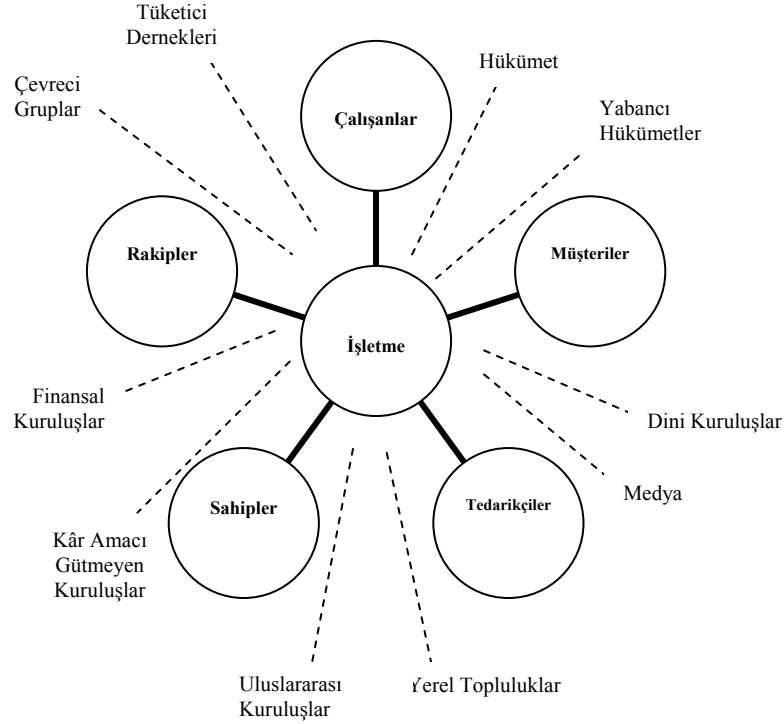 Tüketici
Dernekleri
Hükümet
Çevreci
Gruplar
Yabancı
Hükümetler
Çalışanlar
Rakipler
Müşteriler
İşletme
Finansal
Kuruluşlar
Dini Kuruluşlar
Medya
Sahipler
Tedarikçiler
Kâr Amacı
Gütmeyen
Kuruluşlar
Uluslararası
Kuruluşlar
Yerel Topluluklar